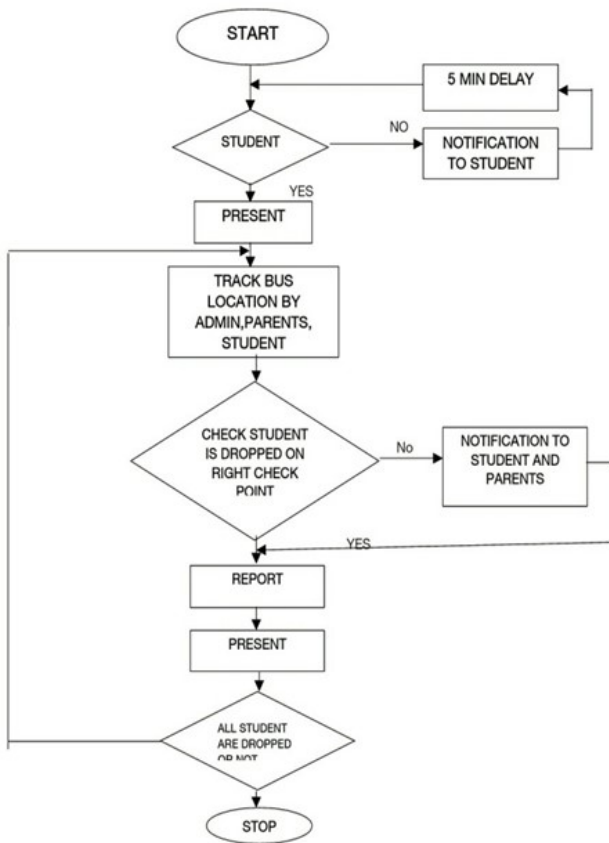 START
5 MIN DELAY
STUDENT
NO
NOTIFICATION
TO STUDENT
YES
PRESENT
TRACK BUS
LOCATION BY
ADMIN,PARENTS,
STUDENT
CHECK STUDENT
IS DROPPED ON
RIGHT CHECK
POINT
No
NOTIFICATION TO
STUDENT AND
PARENTS
YES
REPORT
PRESENT
ALL STUDENT
ARE DROPPED
OR NOT
STOP